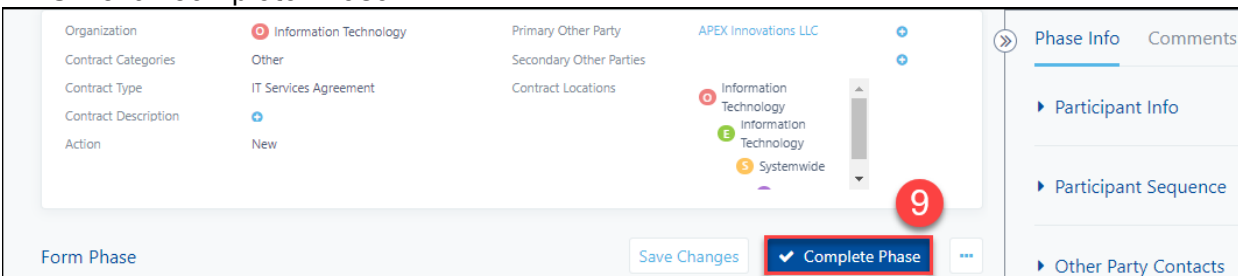 Organization O Information Technology Primary Other Party APEX Innovations LLC
Contract Categories Other Secondary Other Parties
Contract Type IT Services Agreement Contract Locations O Information Technology
Contract Description E Information Technology
Action New S Systemwide
9
Form Phase Save Changes Complete Phase ...
Phase Info Comments
Participant Info
Participant Sequence
Other Party Contacts